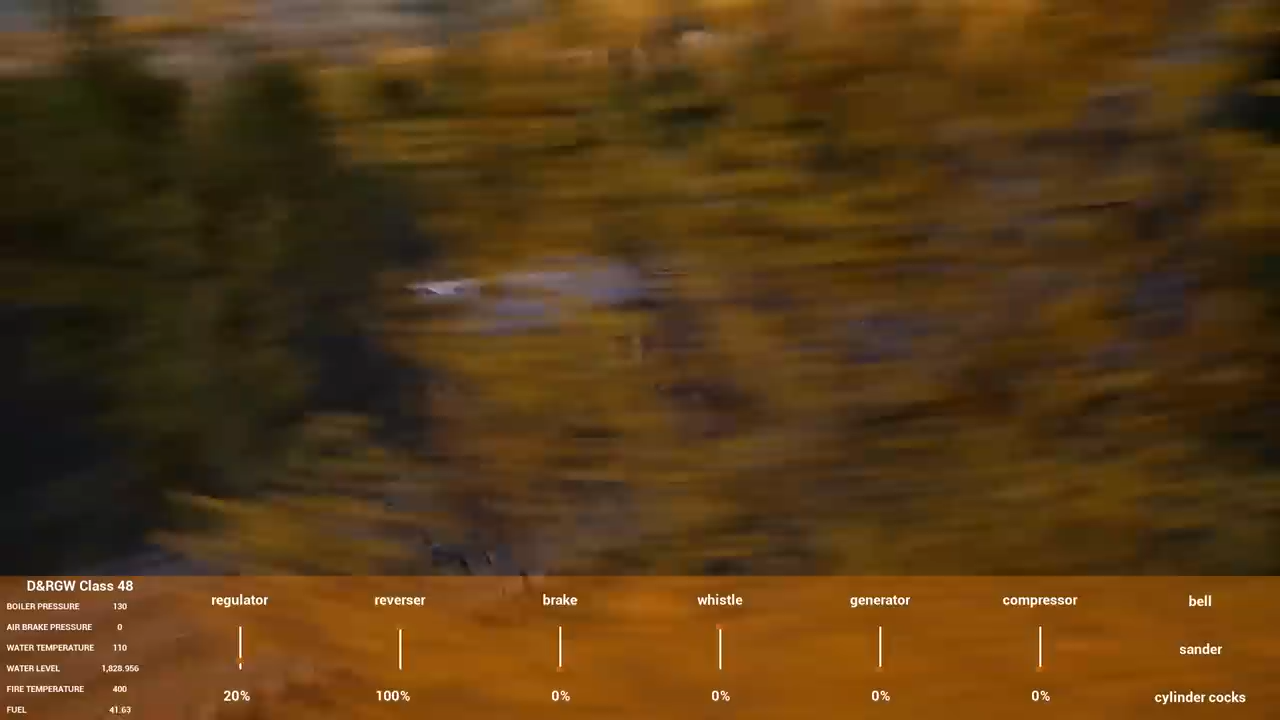 D&RGW Class 48
BOILER PRESSURE 130
AIR BRAKE PRESSURE 0
WATER TEMPERATURE 110
WATER LEVEL 1,828.956
FIRE TEMPERATURE 400
FUEL 41.63
regulator
20%
reverser
100%
brake
0%
whistle
0%
generator
0%
compressor
0%
bell
sander
cylinder cocks